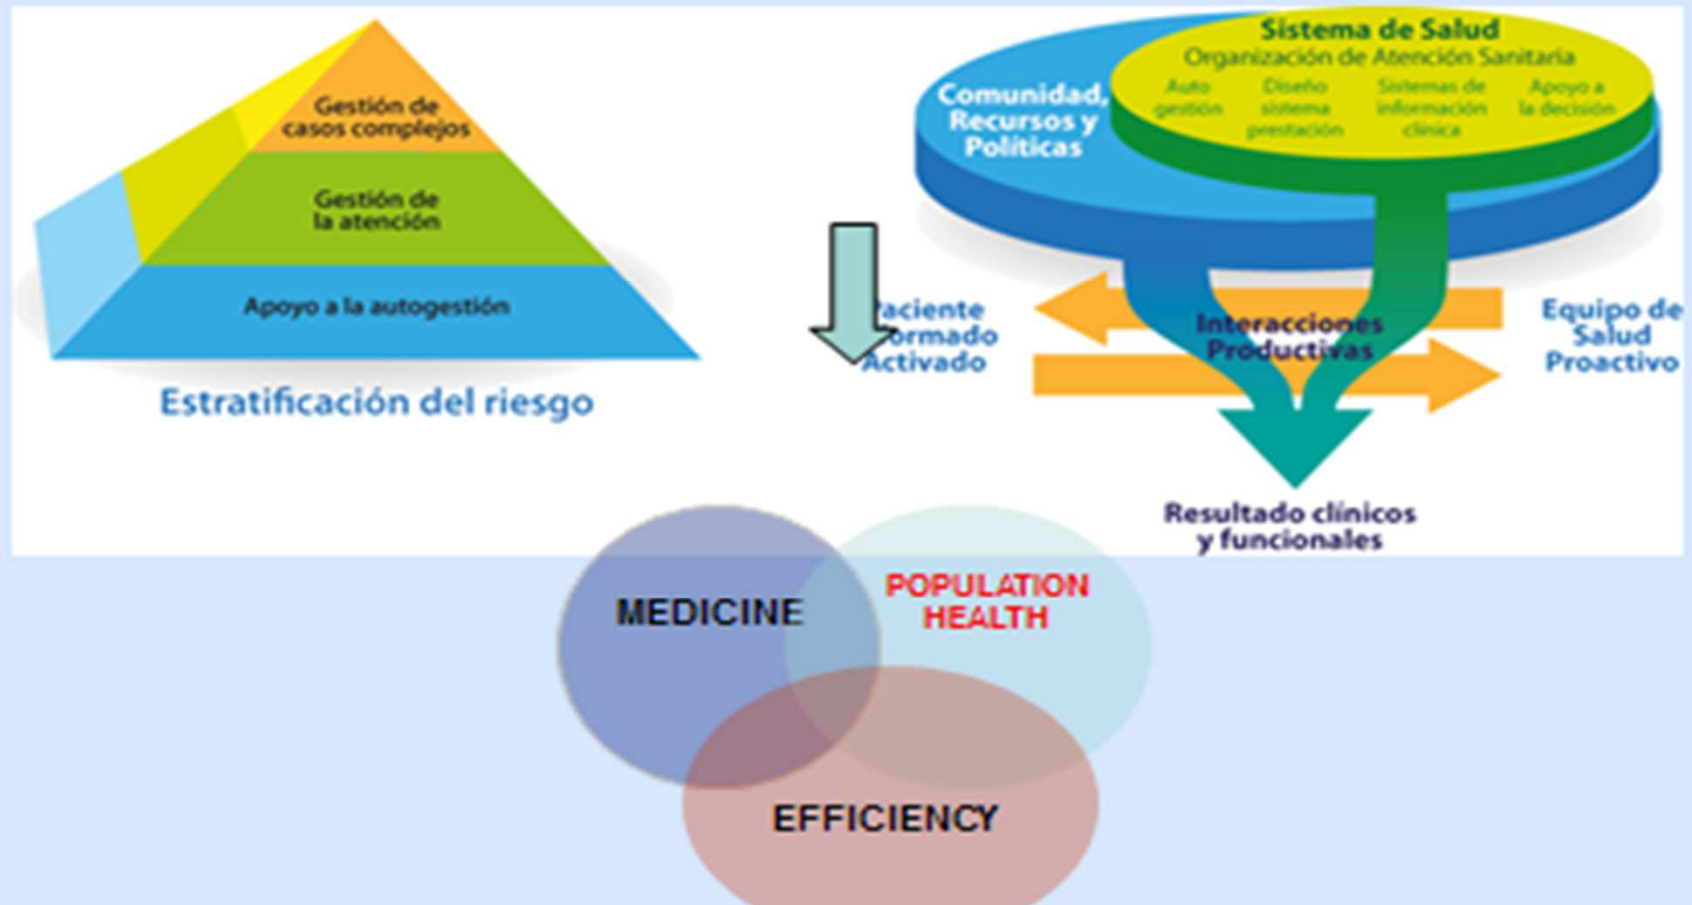 Gestión de
casos complejos
Gestión de
la atención
Apoyo a la autogestión
Estratificación del riesgo
Sistema de Salud
Organización de Atención Sanitaria
Auto
gestión
Diseño
sistema
prestación
Sistemas de
información
clínica
Apoyo a
la decisión
Comunidad,
Recursos y
Políticas
aciente
ormado
Activado
Interacciones
Productivas
Equipo de
Salud
Proactivo
Resultado clínicos
y funcionales
MEDICINE
POPULATION
HEALTH
EFFICIENCY